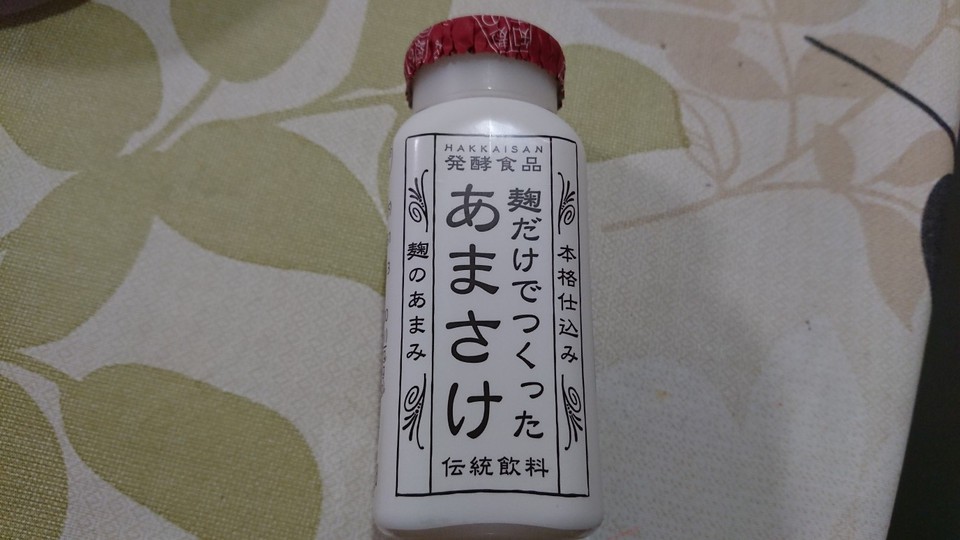 HAKKAISAN
発酵食品
本格仕込み
麹だけでつくった
あまさけ
麹のあまみ
伝統飲料